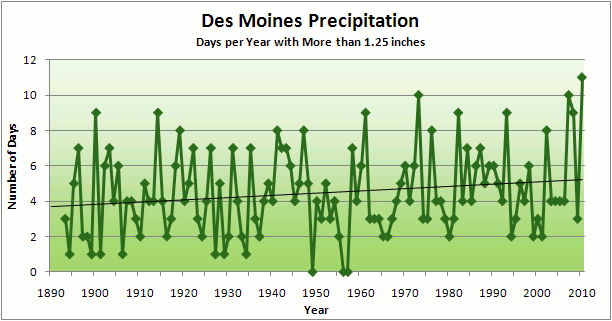 Des Moines Precipitation
Days per Year with More than 1.25 inches
Number of Days
12
10
8
6
4
2
0
1890 1900 1910 1920 1930 1940 1950 1960 1970 1980 1990 2000 2010
Year